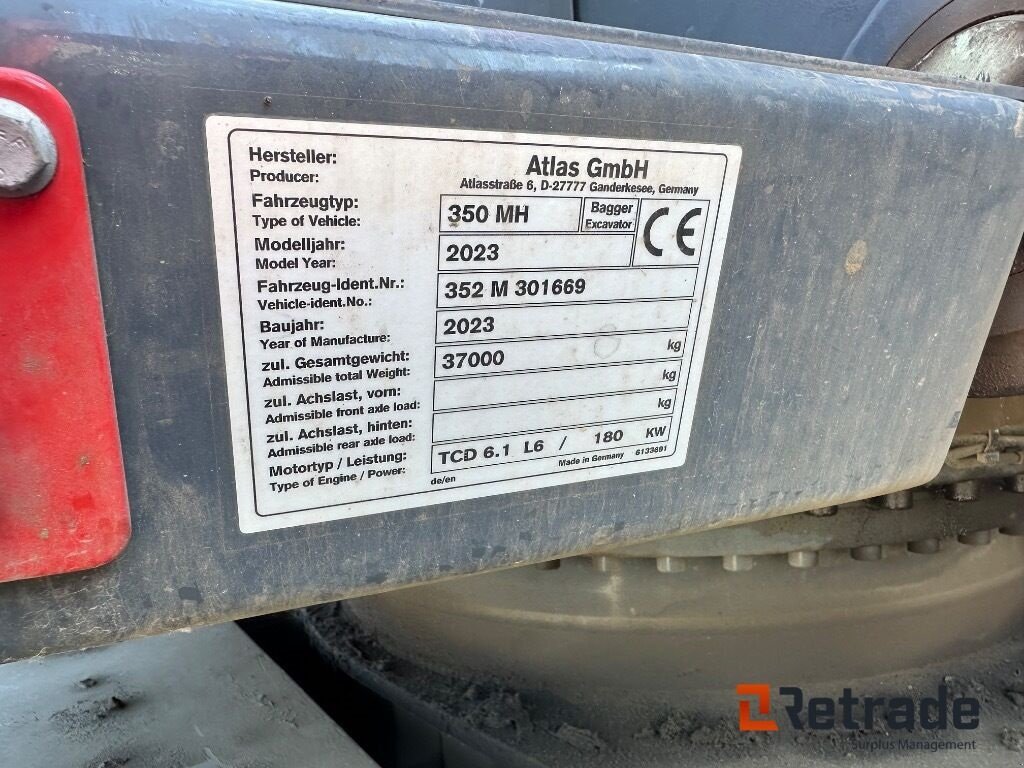 Hersteller:
Producer:
Atlas GmbH
Atlasstraße 6, D-27777 Ganderkesee, Germany
Fahrzeugtyp:
Type of Vehicle:
350 MH
Bagger
Excavator
CE
Modelljahr:
Model Year:
2023
Fahrzeug-Ident.Nr.:
Vehicle-ident.No.:
352 M 301669
Baujahr:
Year of Manufacture:
2023
zul. Gesamtgewicht:
Admissible total Weight:
37000 kg
zul. Achslast, vorn:
Admissible front axle load:
kg
zul. Achslast, hinten:
Admissible rear axle load:
kg
Motortyp / Leistung:
Type of Engine / Power:
TCD 6.1 L6 / 180 KW
de/en
Made in Germany
6133691
Retrade
Surplus Management